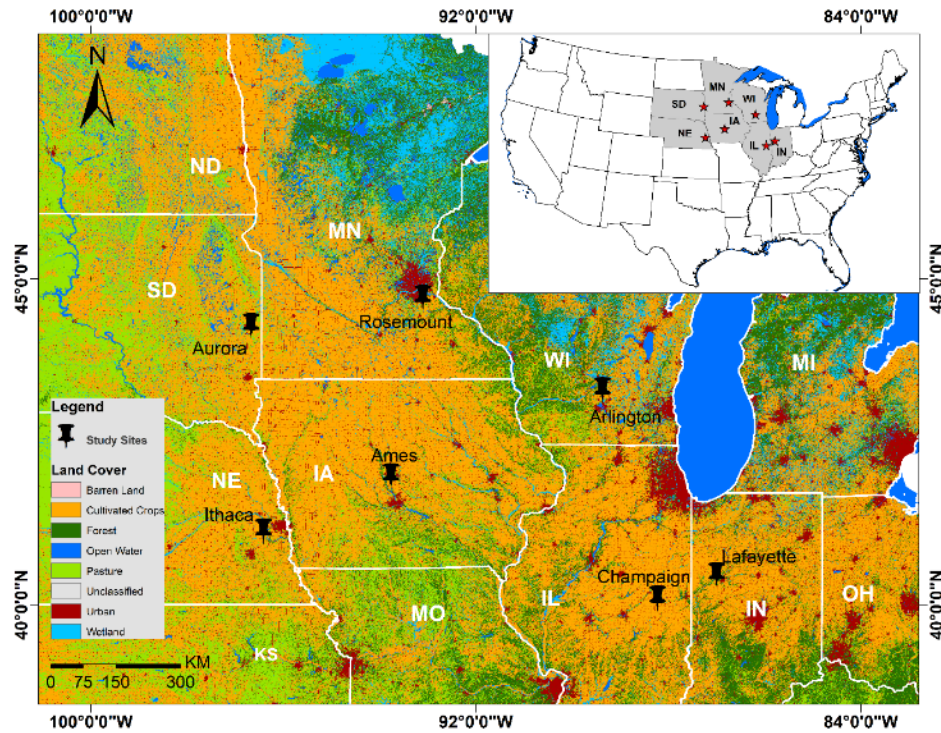 100°0'0"W
92°0'0"W
84°0'0"W
N
MN
WI
SD
IA
NE
IL
IN
ND
MN
45°0'0"N
45°0'0"N
SD
Rosemount
Aurora
WI
MI
Arlington
Legend
Study Sites
Land Cover
Barren Land
Cultivated Crops
Forest
Open Water
Pasture
Unclassified
Urban
Wetland
Ames
NE
IA
Ithaca
Lafayette
Champaign
40°0'0"N
40°0'0"N
MO
IL
IN
OH
KS
KM
0 75 150 300
100°0'0"W
92°0'0"W
84°0'0"W